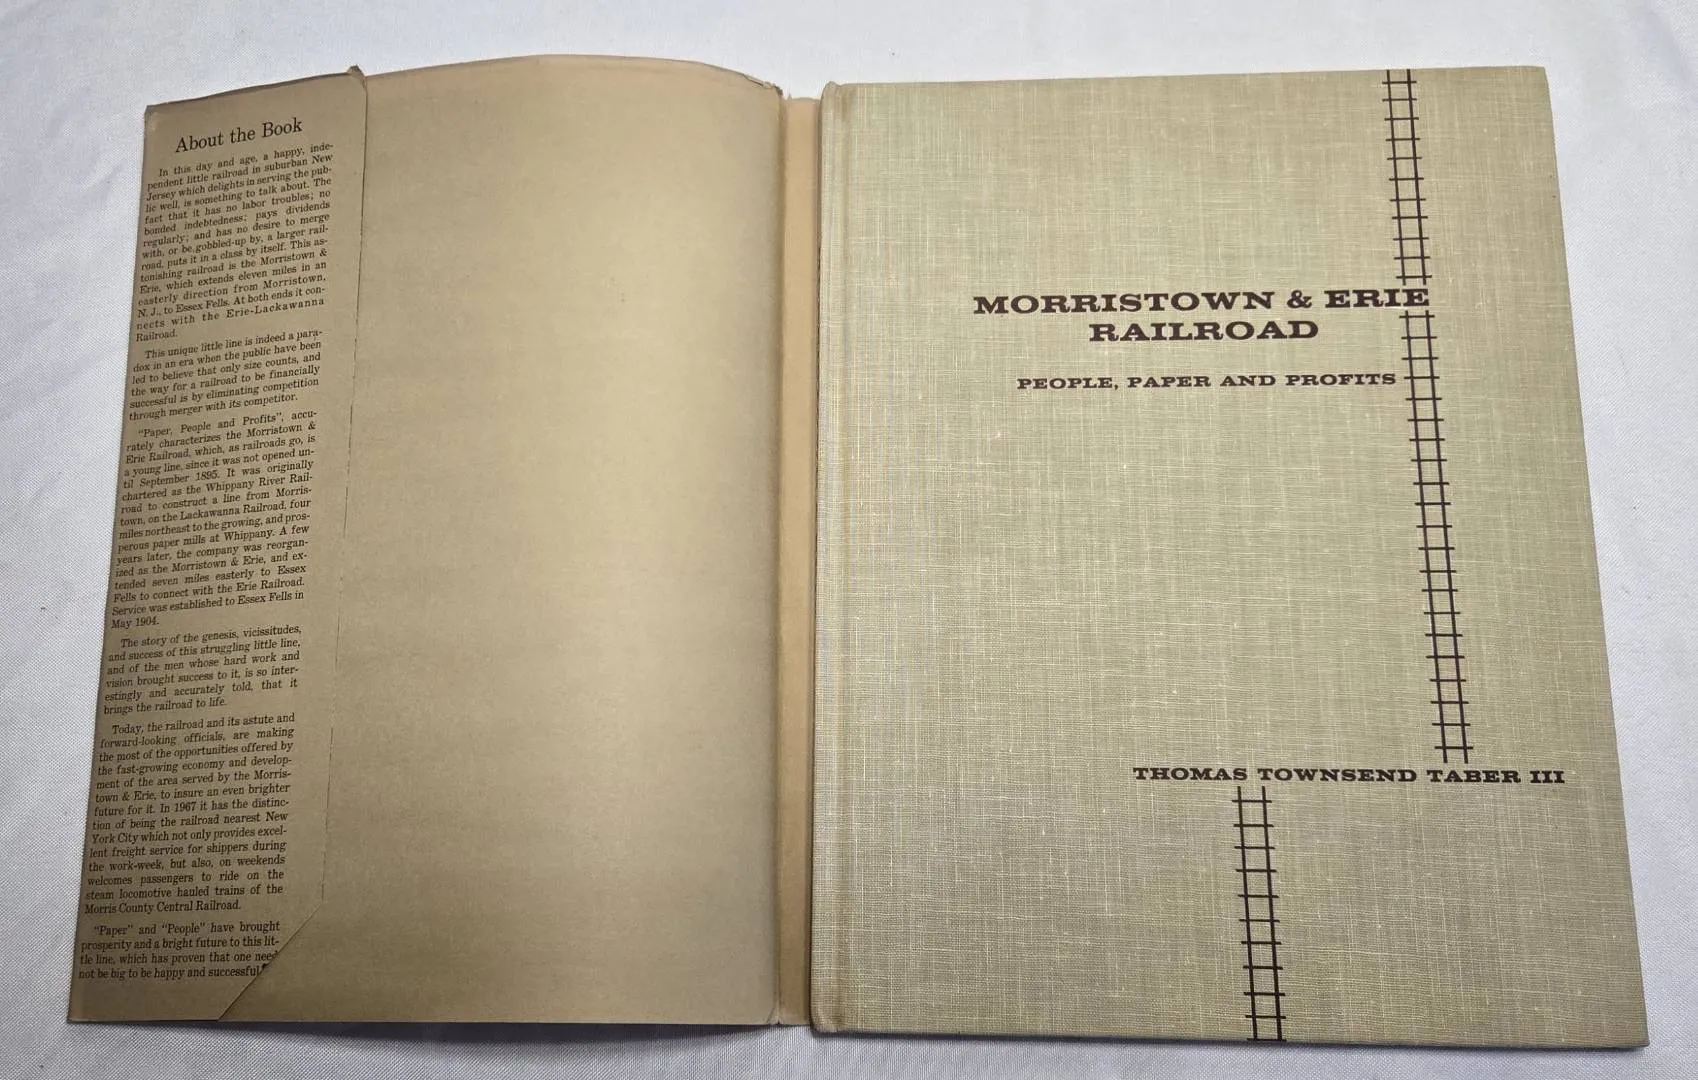 About the Book
In this day and age, a happy, inde-
pendent little railroad in suburban New
Jersey which delights in serving the pub-
lic well, is something to talk about. The
fact that it has no labor troubles; no
bonded indebtedness; pays dividends
regularly; and has no desire to merge
with, or be gobbled-up by, a larger rail-
road, puts it in a class by itself. This as-
tonishing railroad is the Morristown &
Erie, which extends eleven miles in an
easterly direction from Morristown,
N. J., to Essex Fells. At both ends it con-
nects with the Erie-Lackawanna
Railroad.
This unique little line is indeed a para-
dox in an era when the public have been
led to believe that only size counts, and
the way for a railroad to be financially
successful is by eliminating competition
through merger with its competitor.
"Paper, People and Profits", accu-
rately characterizes the Morristown &
Erie Railroad, which, as railroads go, is
a young line, since it was not opened un-
til September 1895. It was originally
chartered as the Whippany River Rail-
road to construct a line from Morris-
town, on the Lackawanna Railroad, four
miles northeast to the growing, and pros-
perous paper mills at Whippany. A few
years later, the company was reorgan-
ized as the Morristown & Erie, and ex-
tended seven miles easterly to Essex
Fells to connect with the Erie Railroad.
Service was established to Essex Fells in
May 1904.
The story of the genesis, vicissitudes,
and success of this struggling little line,
and of the men whose hard work and
vision brought success to it, is so inter-
estingly and accurately told, that it
brings the railroad to life.
Today, the railroad and its astute and
forward-looking officials, are making
the most of the opportunities offered by
the fast-growing economy and develop-
ment of the area served by the Morris-
town & Erie, to insure an even brighter
future for it. In 1967 it has the distinc-
tion of being the railroad nearest New
York City which not only provides excel-
lent freight service for shippers during
the work-week, but also, on weekends
welcomes passengers to ride on the
steam locomotive hauled trains of the
Morris County Central Railroad.
"Paper" and "People" have brought
prosperity and a bright future to this lit-
tle line, which has proven that one need
not be big to be happy and successful
MORRISTOWN & ERIE
RAILROAD
PEOPLE, PAPER AND PROFITS
THOMAS TOWNSEND TABER III